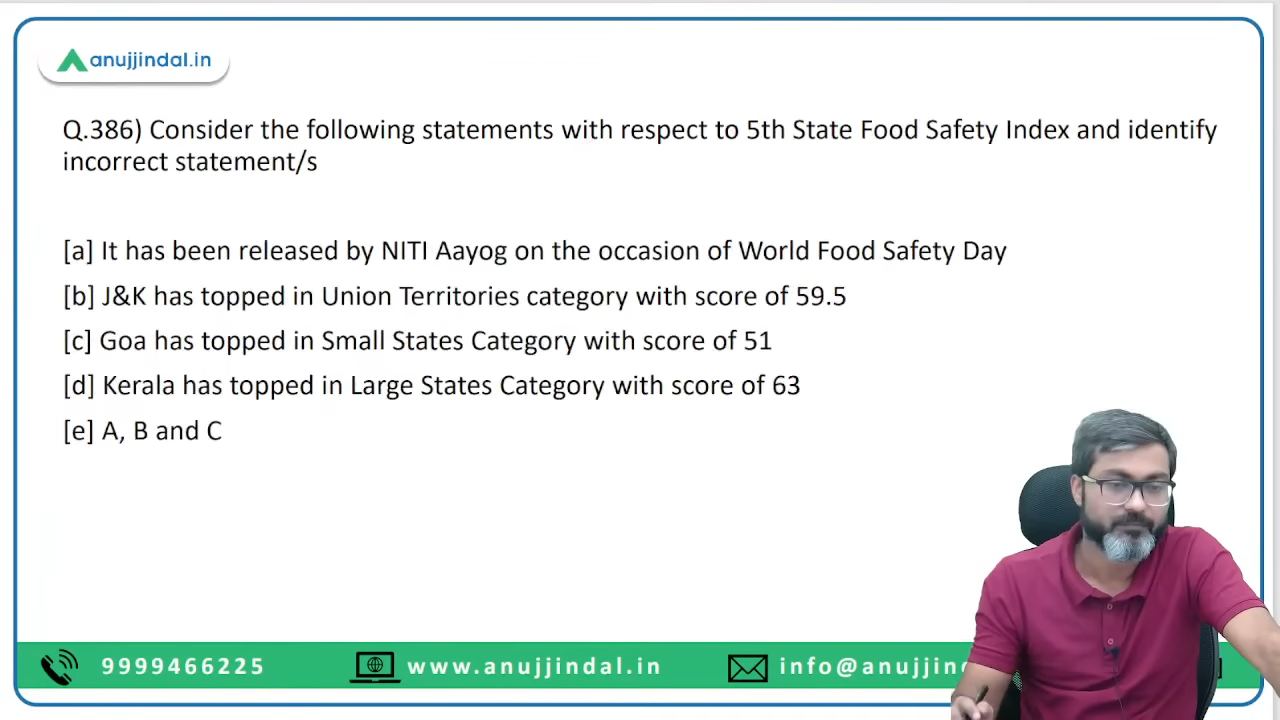 anujjindal.in
Q.386) Consider the following statements with respect to 5th State Food Safety Index and identify
incorrect statement/s
[a] It has been released by NITI Aayog on the occasion of World Food Safety Day
[b] J&K has topped in Union Territories category with score of 59.5
[c] Goa has topped in Small States Category with score of 51
[d] Kerala has topped in Large States Category with score of 63
[e] A, B and C
9999466225
www.anujjindal.in